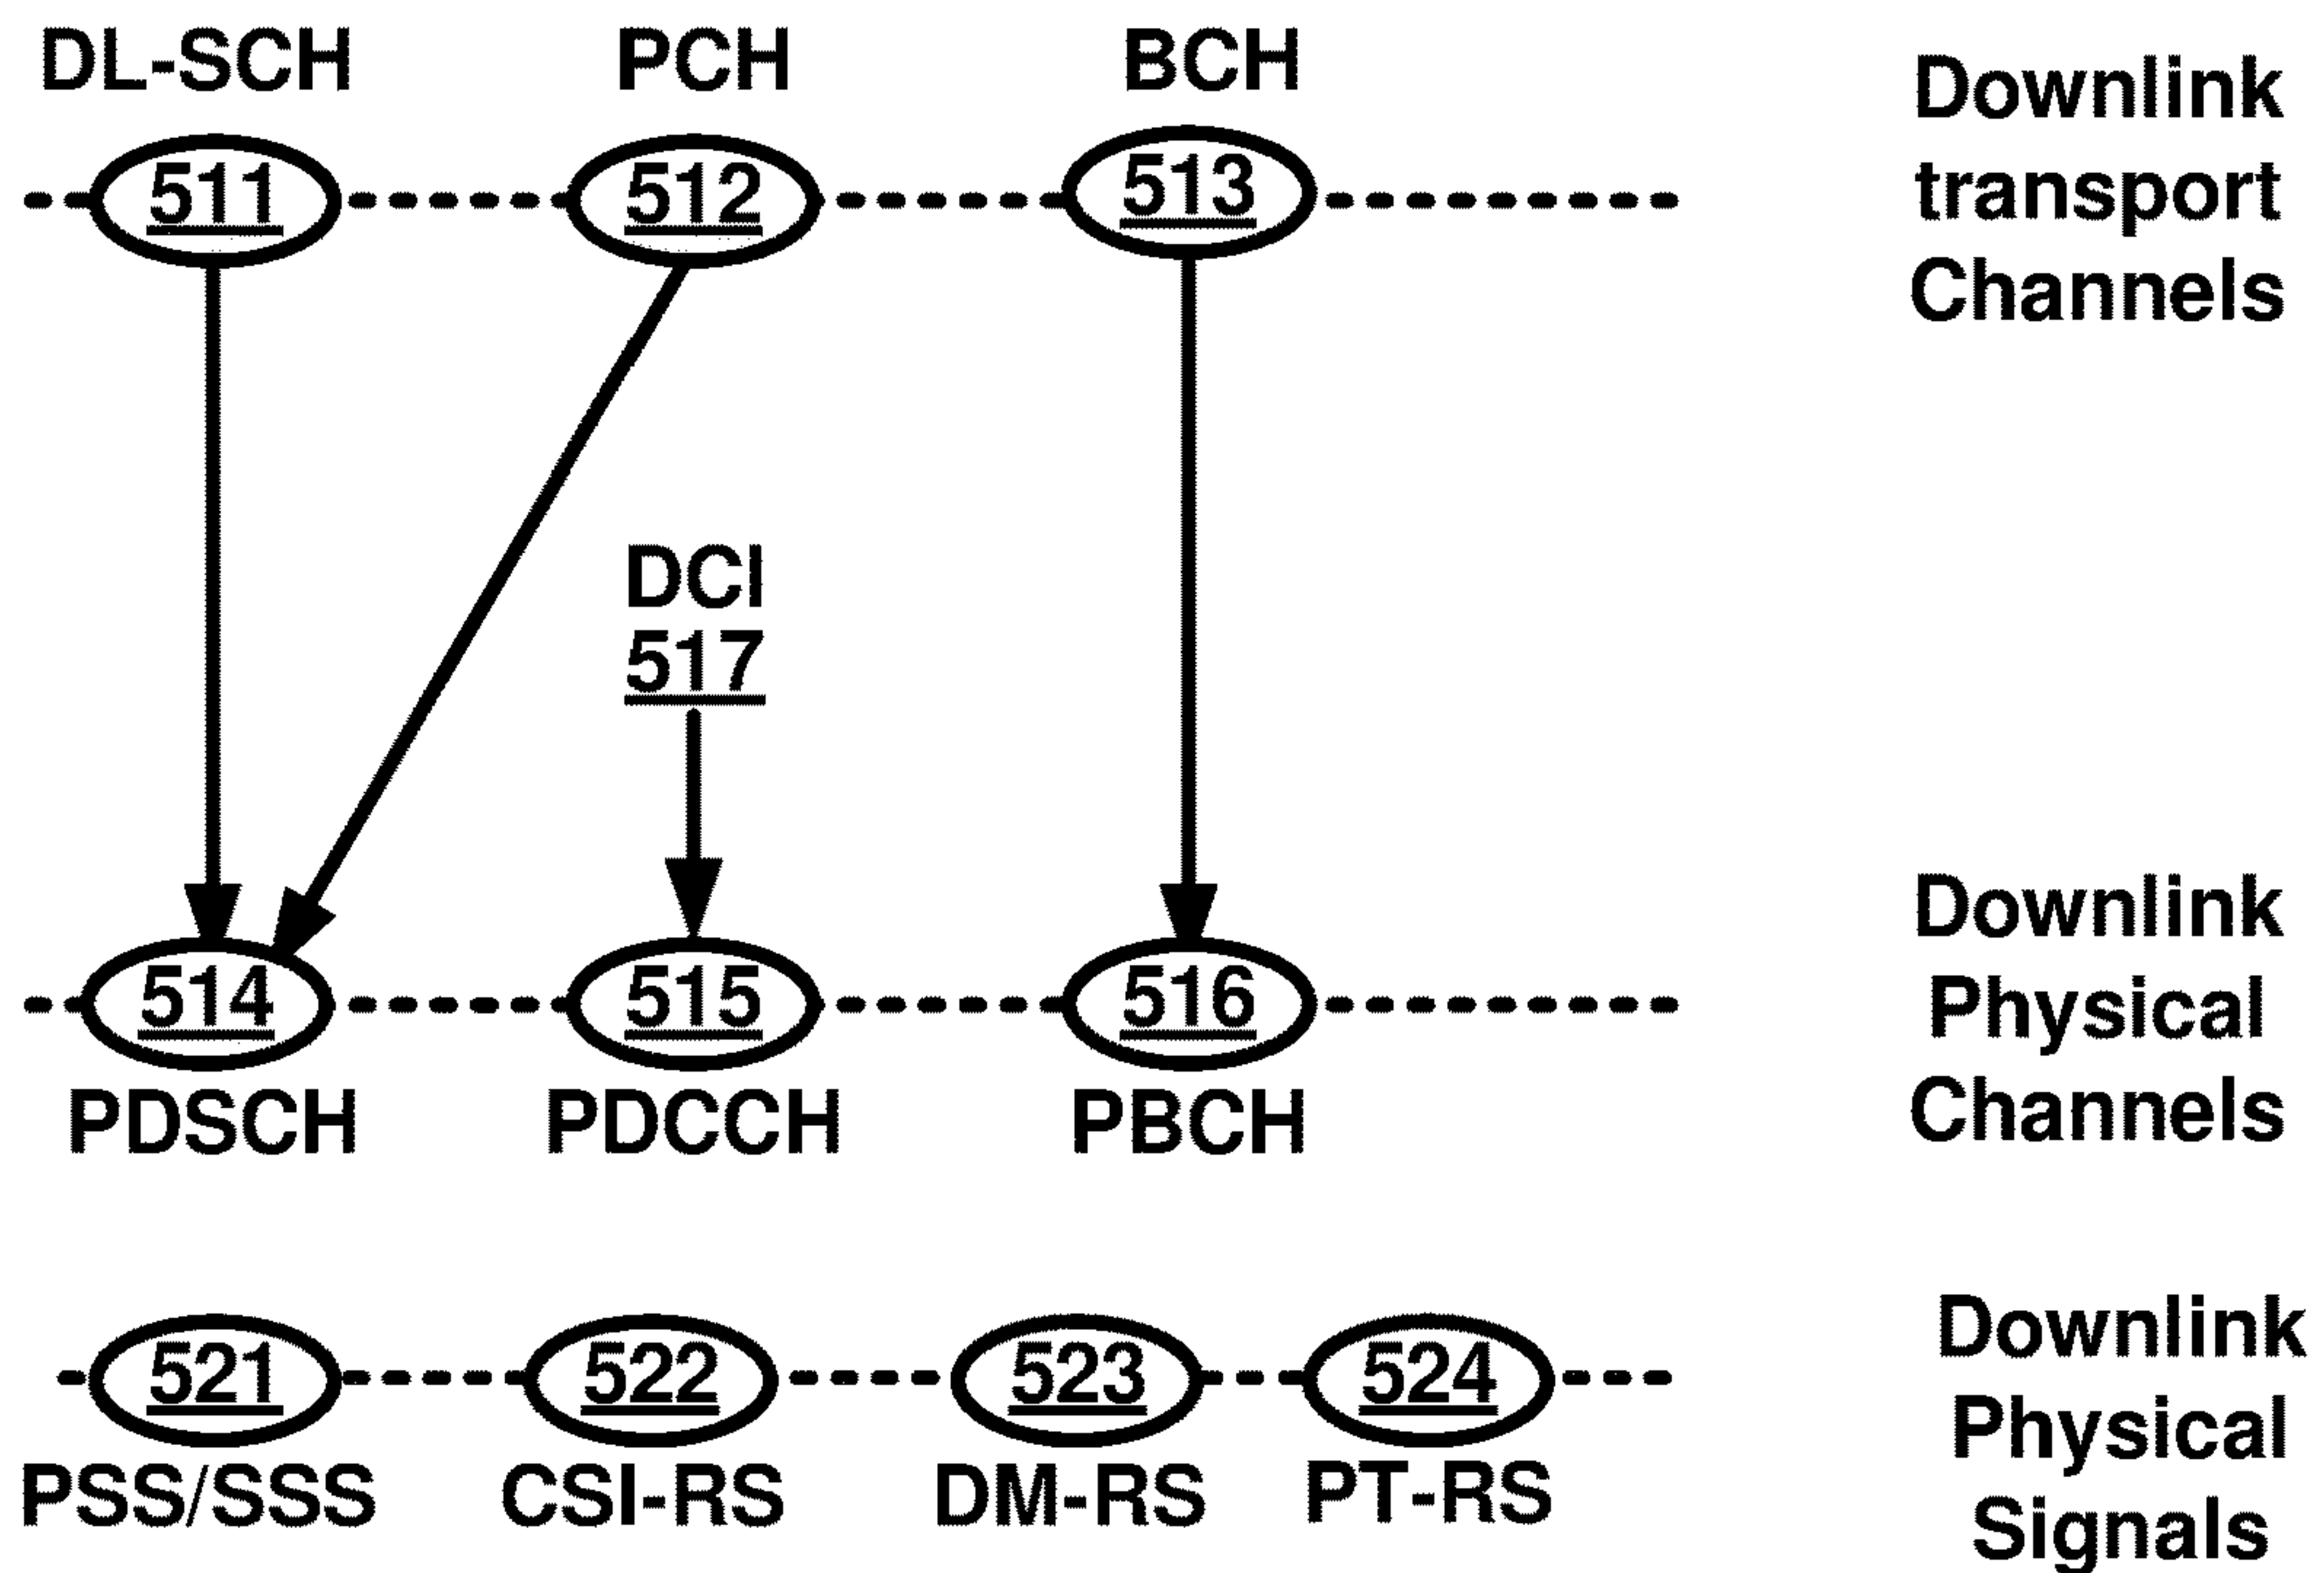 DL-SCH PCH BCH
511 512 513
Downlink
transport
Channels
DCI
517
514 515 516
PDSCH PDCCH PBCH
Downlink
Physical
Channels
521 522 523 524
PSS/SSS CSI-RS DM-RS PT-RS
Downlink
Physical
Signals